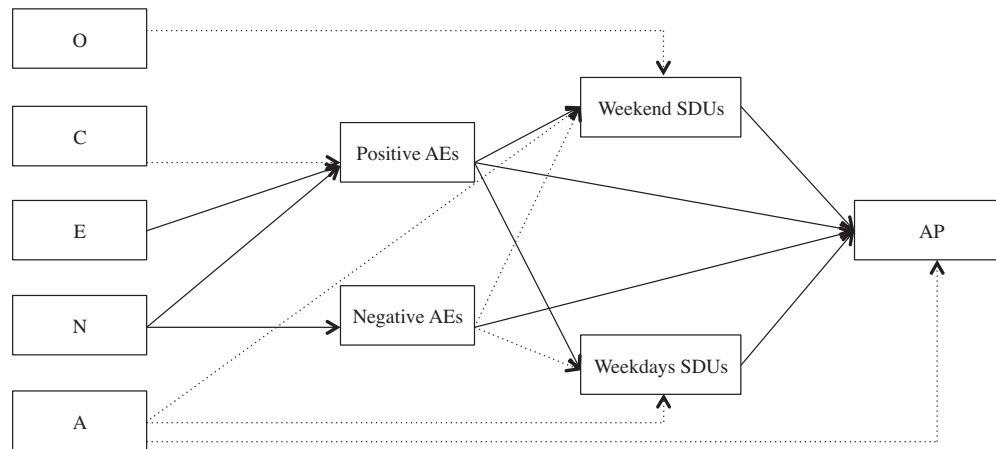 O
C
E
N
A
Positive AEs
Negative AEs
Weekend SDUs
Weekdays SDUs
AP